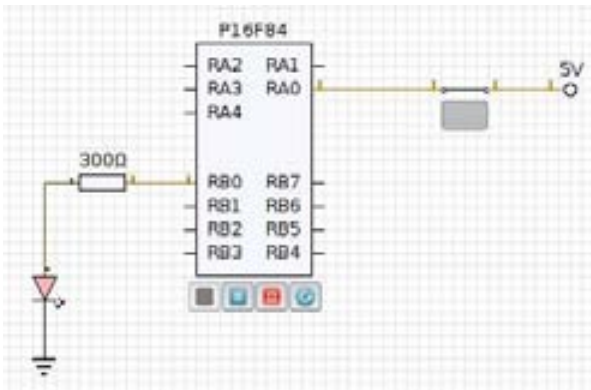 P16F84
RA2 RA1
RA3 RA0
RA4
5V
300Ω
RB0 RB7
RB1 RB6
RB2 RB5
RB3 RB4